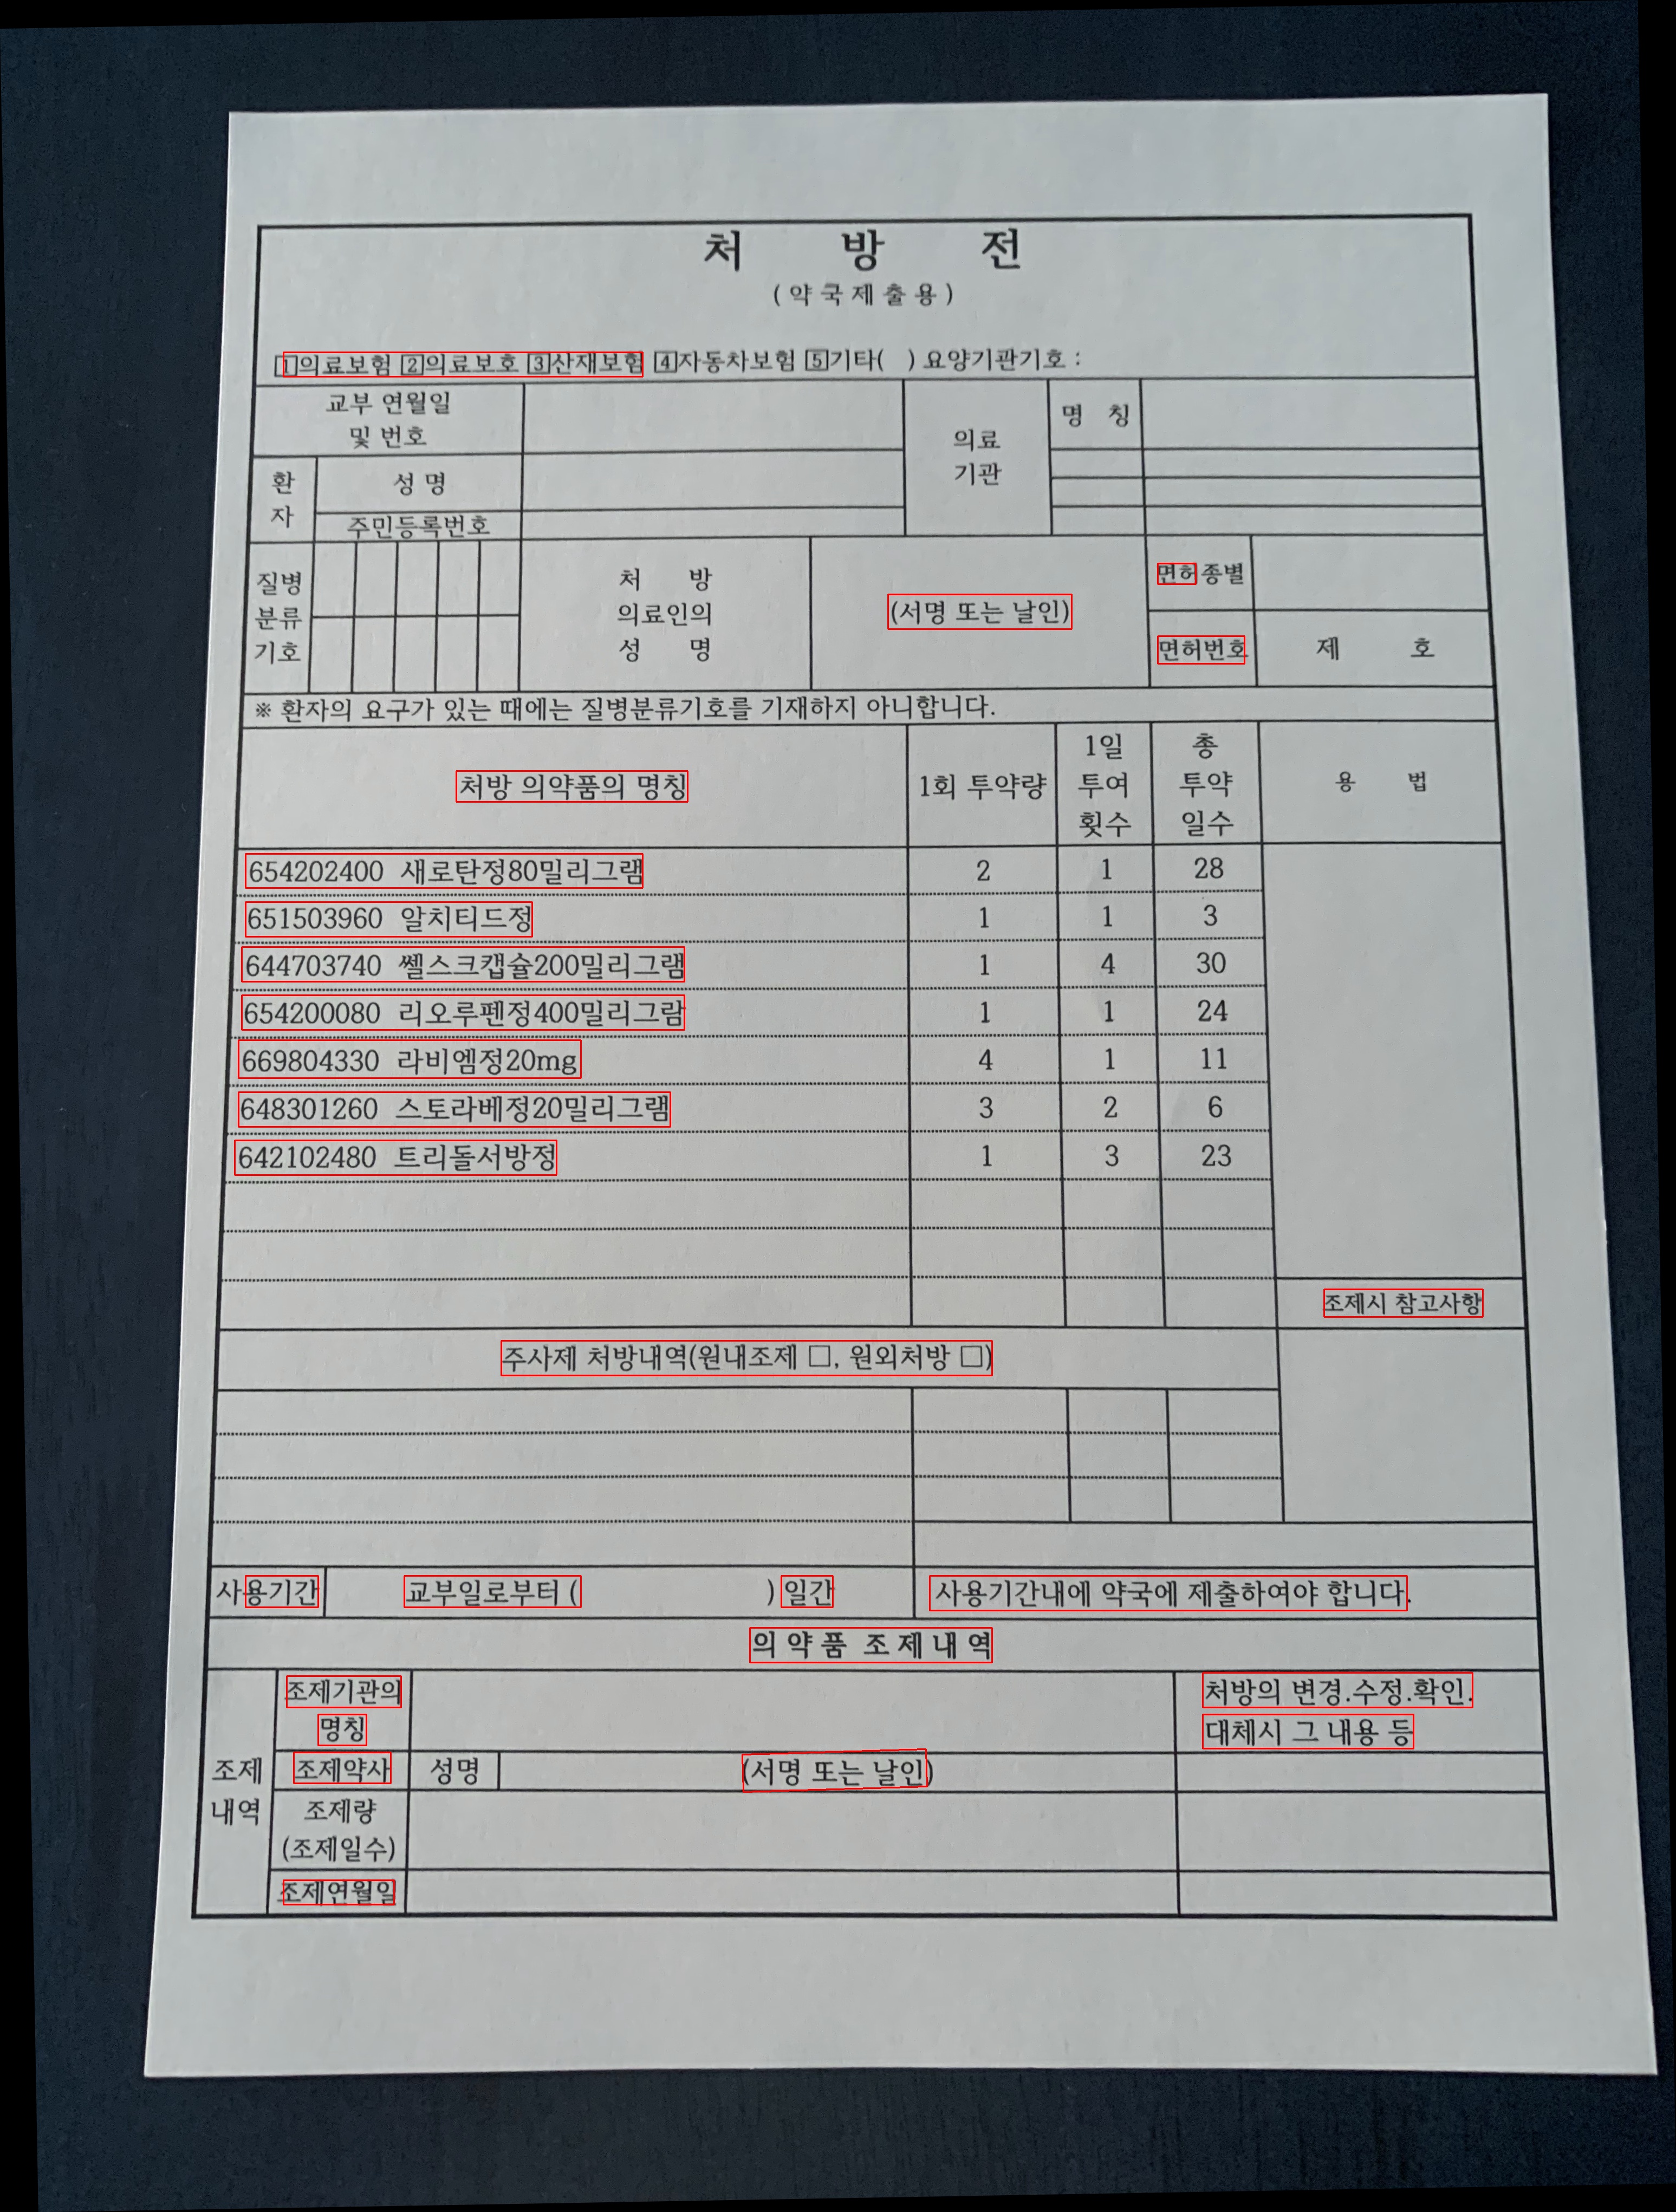 처 방 전
(약국제출용)
1의료보험 2의료보호 3산재보험 4자동차보험 5기타( ) 요양기관기호 :
교부 연월일
및 번호
의료
기관
명 칭
환
자
성 명
주민등록번호
질병
분류
기호
처 방
의료인의
성 명
(서명 또는 날인)
면허종별
면허번호
제 호
※ 환자의 요구가 있는 때에는 질병분류기호를 기재하지 아니합니다.
처방 의약품의 명칭
1회 투약량
1일
투여
횟수
총
투약
일수
용 법
654202400 새로탄정80밀리그램 2 1 28
651503960 알치티드정 1 1 3
644703740 쎌스크캡슐200밀리그램 1 4 30
654200080 리오루펜정400밀리그람 1 1 24
669804330 라비엠정20mg 4 1 11
648301260 스토라베정20밀리그램 3 2 6
642102480 트리돌서방정 1 3 23
조제시 참고사항
주사제 처방내역(원내조제 □, 원외처방 □)
사용기간 교부일로부터 ( ) 일간 사용기간내에 약국에 제출하여야 합니다.
의 약 품 조 제 내 역
조제
내역
조제기관의
명칭
처방의 변경.수정.확인.
대체시 그 내용 등
조제약사 성명 (서명 또는 날인)
조제량
(조제일수)
조제연월일